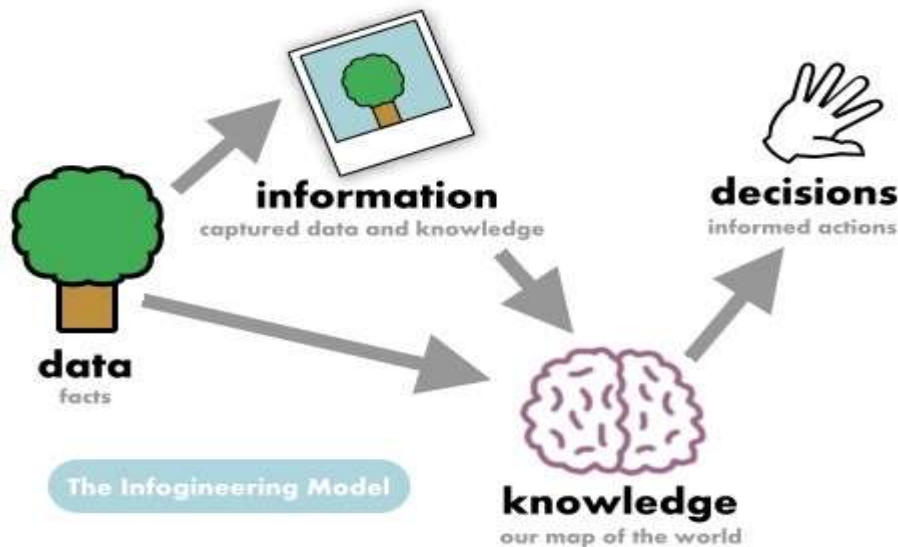 information
captured data and knowledge
decisions
informed actions
data
facts
The Infogineering Model
knowledge
our map of the world